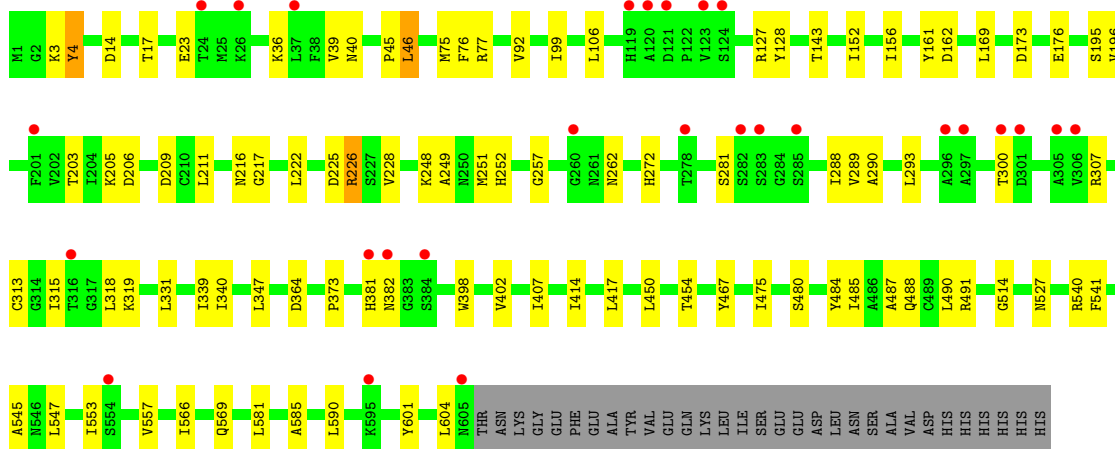 M1 G2 K3 Y4 D14 T17 E23 T24 M25 K26 K36 L37 F38 V39 N40 P45 L46 M75 F76 R77 V92 I99 L106 H119 A120 D121 P122 V123 S124 R127 Y128 T143 I152 I156 Y161 D162 L169 D173 E176 S195 V196
F201 V202 T203 I204 K205 D206 D209 C210 L211 N216 G217 L222 D225 R226 S227 V228 K248 A249 N250 M251 H252 G257 G260 N261 N262 H272 T278 S281 S282 S283 G284 S285 I288 V289 A290 L293 A296 A297 T300 D301 A305 V306 R307
C313 G314 I315 T316 G317 L318 K319 L331 I339 I340 L347 D364 P373 H381 N382 G383 S384 W398 V402 I407 I414 L417 L450 T454 Y467 I475 S480 Y484 I485 A486 A487 Q488 C489 L490 R491 G514 N527 R540 F541
A545 N546 L547 I553 S554 V557 I566 Q569 L581 A585 L590 K595 Y601 L604 N605 THR ASN LYS GLY GLU PHE GLU ALA TYR VAL GLU GLN LYS LEU ILE SER GLU GLU ASP LEU ASN SER ALA VAL ASP HIS HIS HIS HIS HIS HIS